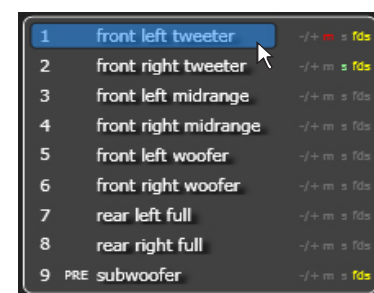 1 front left tweeter -/+ m s fds
2 front right tweeter -/+ m s fds
3 front left midrange -/+ m s fds
4 front right midrange -/+ m s fds
5 front left woofer -/+ m s fds
6 front right woofer -/+ m s fds
7 rear left full -/+ m s fds
8 rear right full -/+ m s fds
9 PRE subwoofer -/+ m s fds